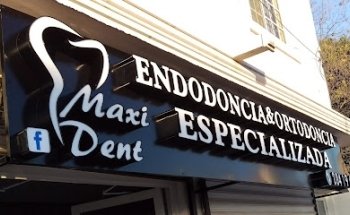 Maxi
Dent
f
ENDODONCIA&ORTODONCIA
ESPECIALIZADA